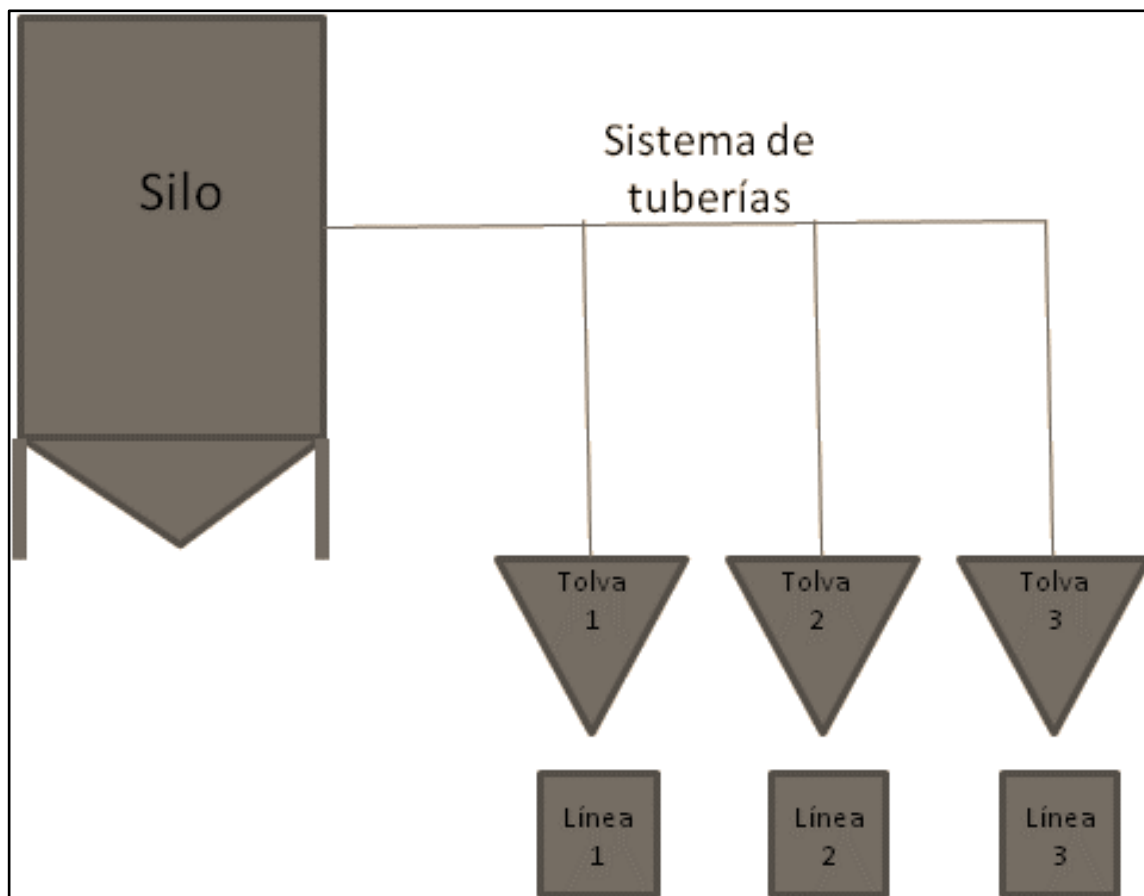 Silo
Sistema de
tuberías
Tolva
1
Tolva
2
Tolva
3
Línea
1
Línea
2
Línea
3